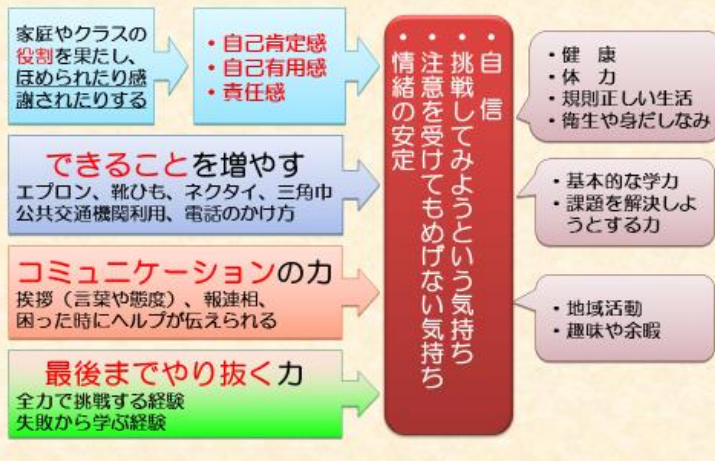 家庭やクラスの
役割を果たし、
ほめられたり感
謝されたりする
・自己肯定感
・自己有用感
・責任感
できることを増やす
エプロン、靴ひも、ネクタイ、三角巾
公共交通機関利用、電話のかけ方
コミュニケーションの力
挨拶（言葉や態度）、報連相、
困った時にヘルプが伝えられる
最後までやり抜く力
全力で挑戦する経験
失敗から学ぶ経験
・自　信
・挑戦してみようという気持ち
・注意を受けてもめげない気持ち
・情緒の安定
・健　康
・体　力
・規則正しい生活
・衛生や身だしなみ
・基本的な学力
・課題を解決しよ
うとする力
・地域活動
・趣味や余暇